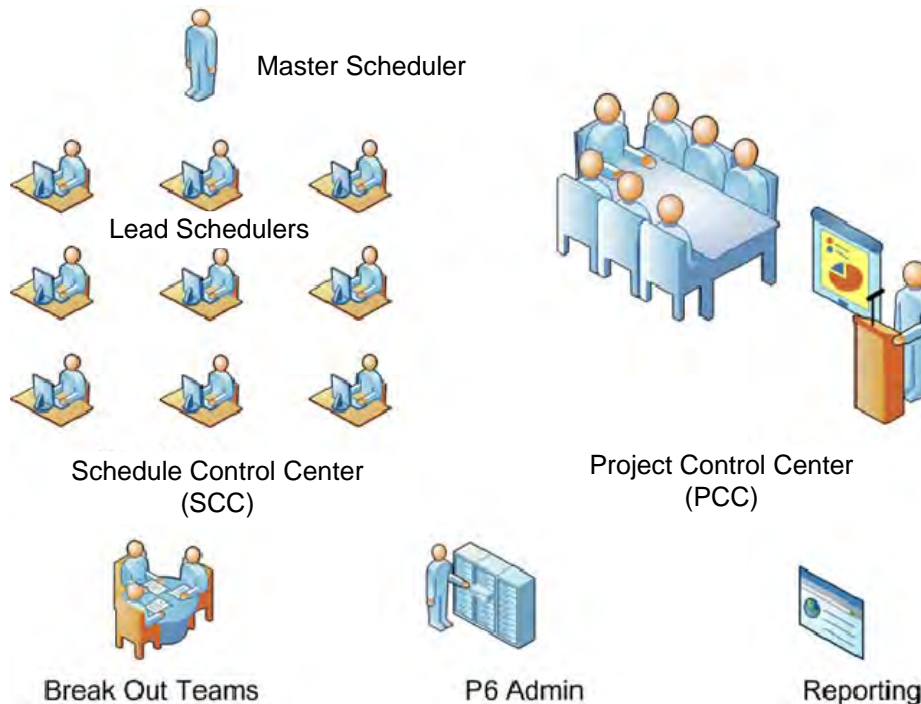 Master Scheduler
Lead Schedulers
Schedule Control Center
(SCC)
Project Control Center
(PCC)
Break Out Teams
P6 Admin
Reporting